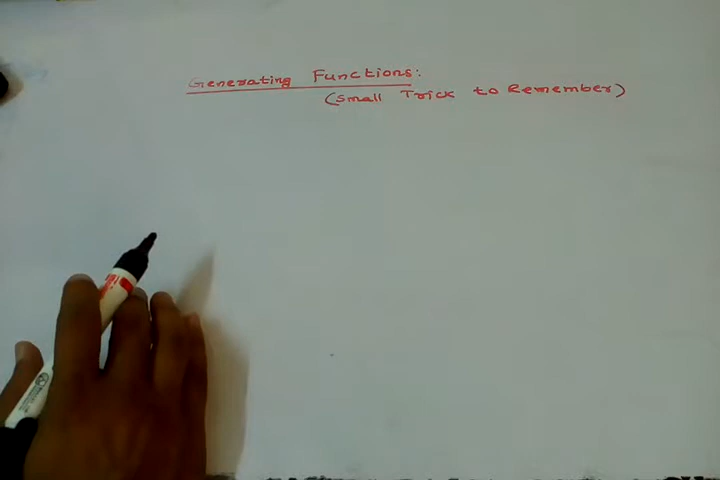 Generating Functions:
(Small Trick to Remember)